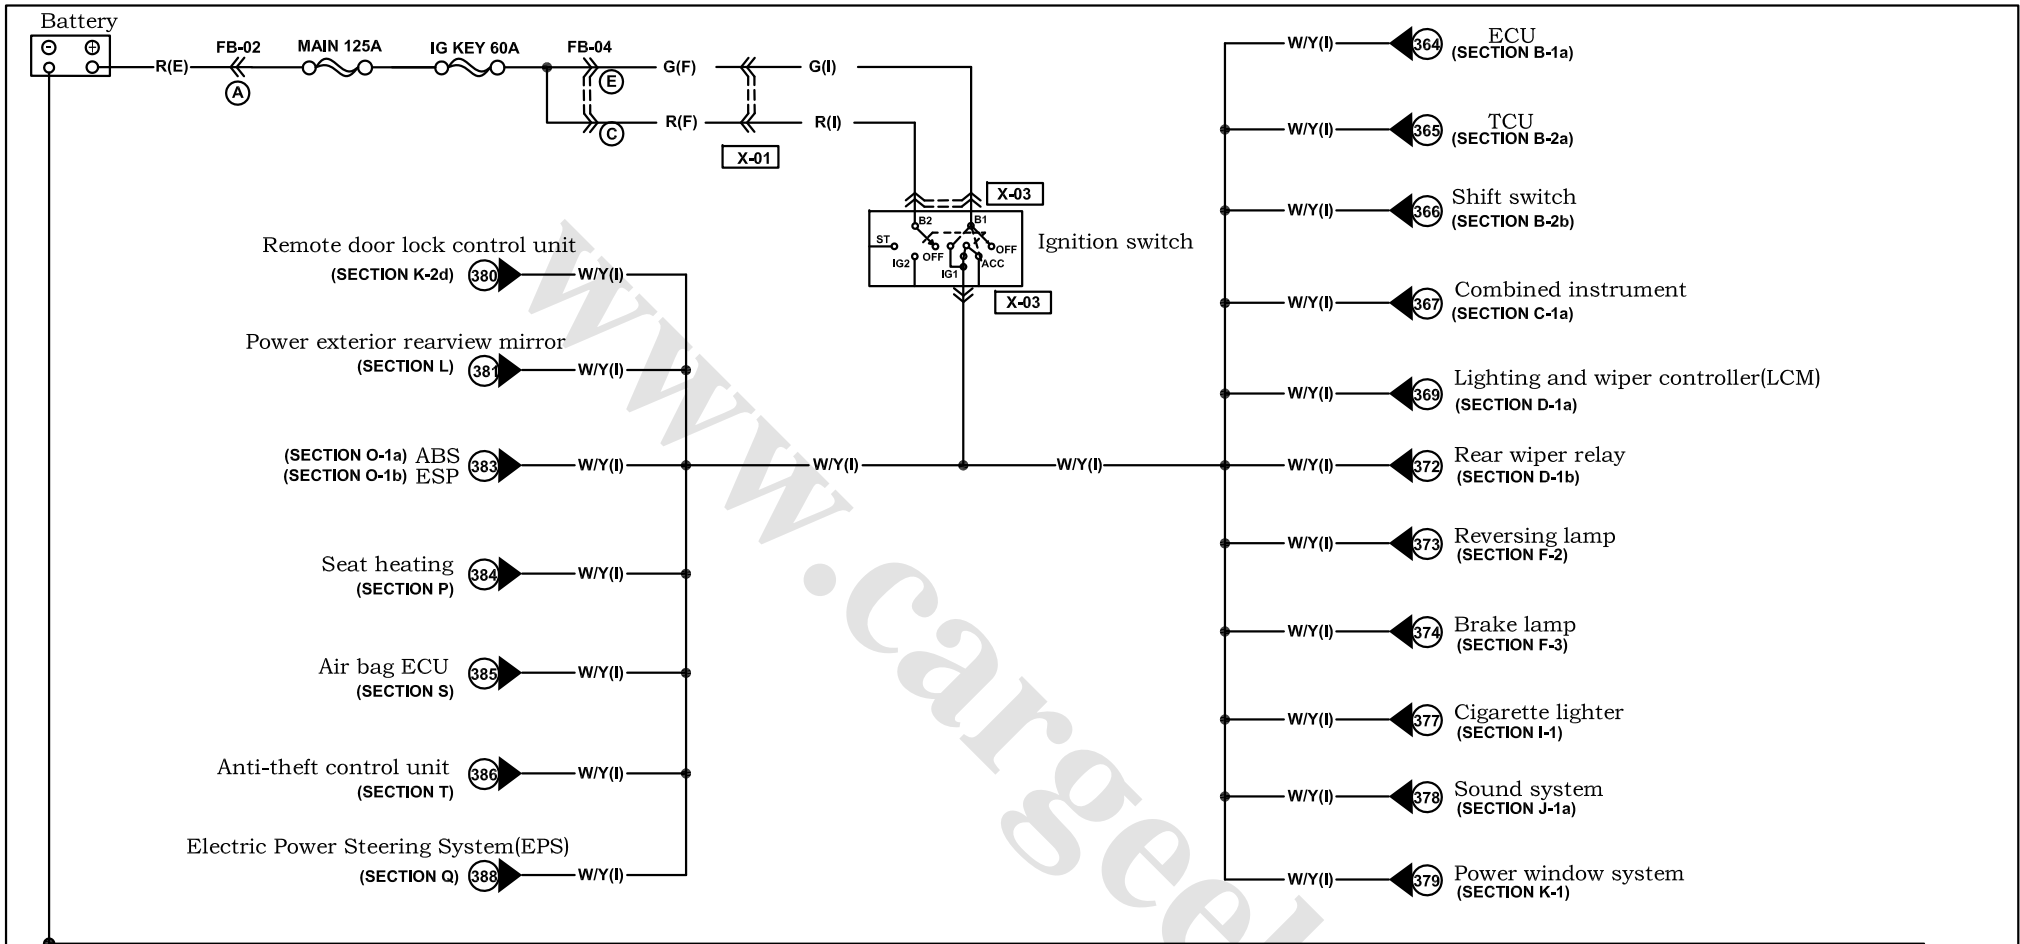 Battery
FB-02
MAIN 125A
IG KEY 60A
FB-04
R(E)
A
E
G(F)
G(I)
C
R(F)
R(I)
X-01
X-03
B2
B1
ST
OFF
OFF
IG2
IG1
ACC
Ignition switch
X-03
Remote door lock control unit
(SECTION K-2d)
380
W/Y(I)
Power exterior rearview mirror
(SECTION L)
381
W/Y(I)
(SECTION O-1a) ABS
(SECTION O-1b) ESP
383
W/Y(I)
W/Y(I)
W/Y(I)
Seat heating
(SECTION P)
384
W/Y(I)
Air bag ECU
(SECTION S)
385
W/Y(I)
Anti-theft control unit
(SECTION T)
386
W/Y(I)
Electric Power Steering System(EPS)
(SECTION Q)
388
W/Y(I)
W/Y(I)
364
ECU
(SECTION B-1a)
W/Y(I)
365
TCU
(SECTION B-2a)
W/Y(I)
366
Shift switch
(SECTION B-2b)
W/Y(I)
367
Combined instrument
(SECTION C-1a)
W/Y(I)
369
Lighting and wiper controller(LCM)
(SECTION D-1a)
W/Y(I)
372
Rear wiper relay
(SECTION D-1b)
W/Y(I)
373
Reversing lamp
(SECTION F-2)
W/Y(I)
374
Brake lamp
(SECTION F-3)
W/Y(I)
377
Cigarette lighter
(SECTION I-1)
W/Y(I)
378
Sound system
(SECTION J-1a)
W/Y(I)
379
Power window system
(SECTION K-1)